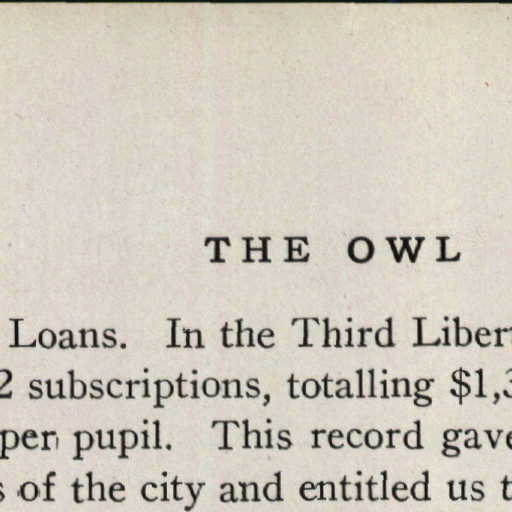 THE OWL
Loans. In the Third Libert
2 subscriptions, totalling $1,3
per pupil. This record gave
s of the city and entitled us t